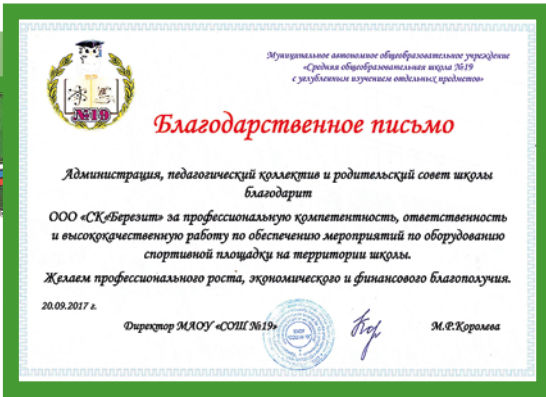 Муниципальное автономное общеобразовательное учреждение
«Средняя общеобразовательная школа №19
с углубленным изучением отдельных предметов»
№19
Благодарственное письмо
Администрация, педагогический коллектив и родительский совет школы
благодарит
ООО «СК«Березит» за профессиональную компетентность, ответственность
и высококачественную работу по обеспечению мероприятий по оборудованию
спортивной площадки на территории школы.
Желаем профессионального роста, экономического и финансового благополучия.
20.09.2017 г.
Директор МАОУ «СОШ №19»
М.Р.Королева